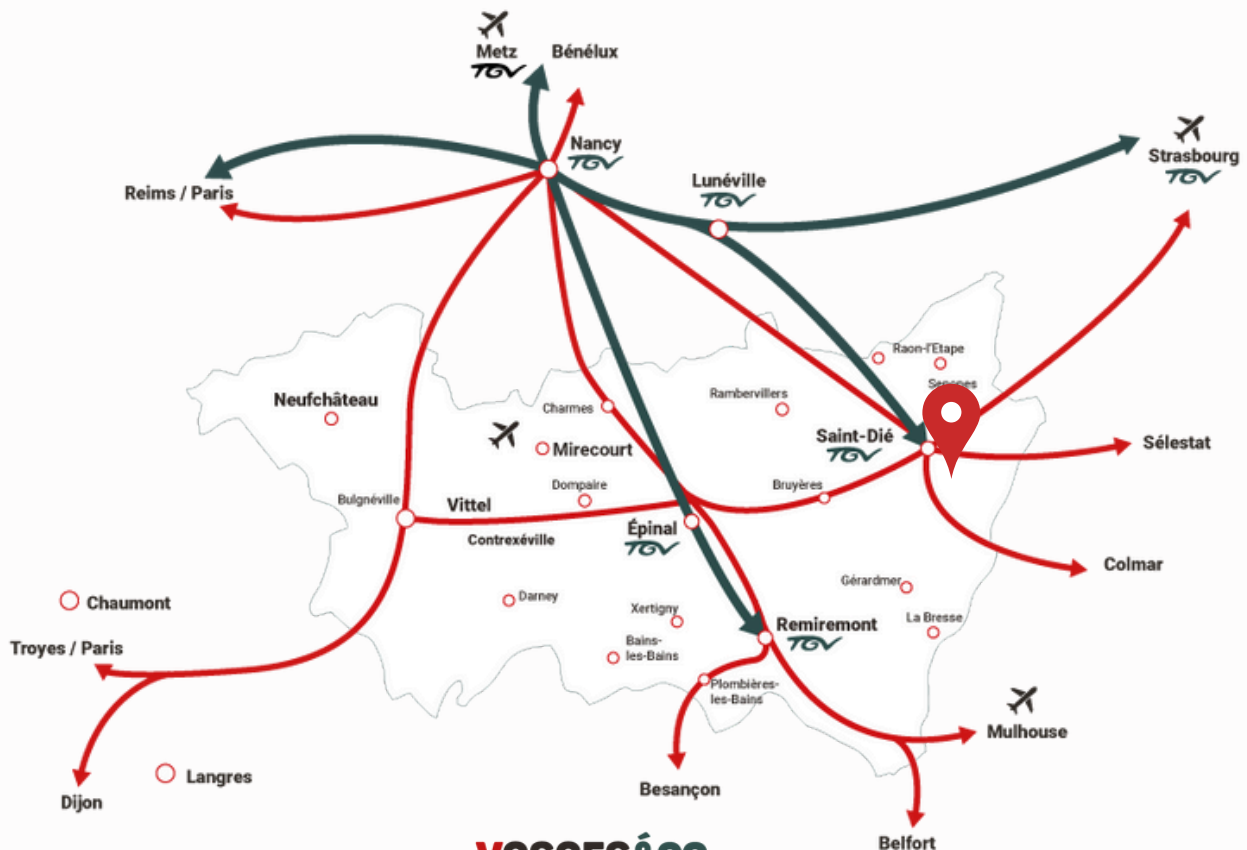 Metz
TGV
Bénélux
Nancy
TGV
Strasbourg
TGV
Lunéville
TGV
Reims / Paris
Raon-l'Etape
Senones
Rambervillers
Neufchâteau
Charmes
Saint-Dié
TGV
Sélestat
Mirecourt
Dompaire
Bruyères
Bulgnéville
Vittel
Épinal
TGV
Contrexéville
Colmar
Gérardmer
Chaumont
Darney
Xertigny
La Bresse
Remiremont
TGV
Troyes / Paris
Bains-
les-Bains
Plombières-
les-Bains
Mulhouse
Langres
Besançon
Dijon
Belfort